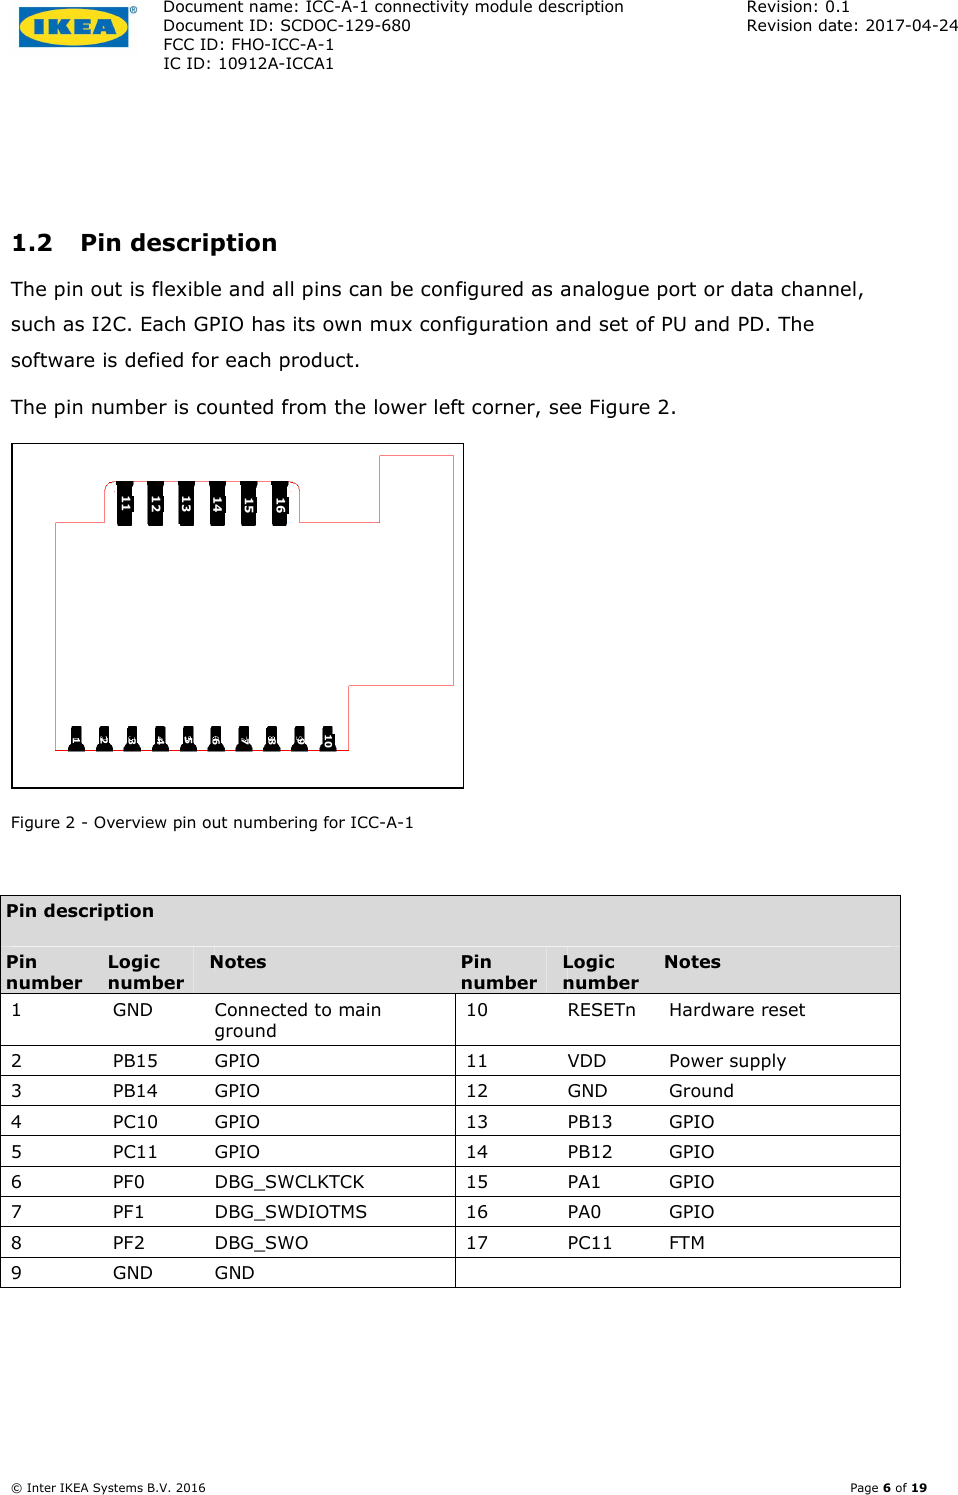 IKEA®
Document name: ICC-A-1 connectivity module description
Document ID: SCDOC-129-680
FCC ID: FHO-ICC-A-1
IC ID: 10912A-ICCA1
Revision: 0.1
Revision date: 2017-04-24
1.2 Pin description
The pin out is flexible and all pins can be configured as analogue port or data channel,
such as I2C. Each GPIO has its own mux configuration and set of PU and PD. The
software is defied for each product.
The pin number is counted from the lower left corner, see Figure 2.
11 12 13 14 15 16
1 2 3 4 5 6 7 8 9 10
Figure 2 - Overview pin out numbering for ICC-A-1
Pin description
Pin number Logic number Notes Pin number Logic number Notes
1 GND Connected to main ground 10 RESETn Hardware reset
2 PB15 GPIO 11 VDD Power supply
3 PB14 GPIO 12 GND Ground
4 PC10 GPIO 13 PB13 GPIO
5 PC11 GPIO 14 PB12 GPIO
6 PF0 DBG_SWCLKTCK 15 PA1 GPIO
7 PF1 DBG_SWDIOTMS 16 PA0 GPIO
8 PF2 DBG_SWO 17 PC11 FTM
9 GND GND
© Inter IKEA Systems B.V. 2016
Page 6 of 19